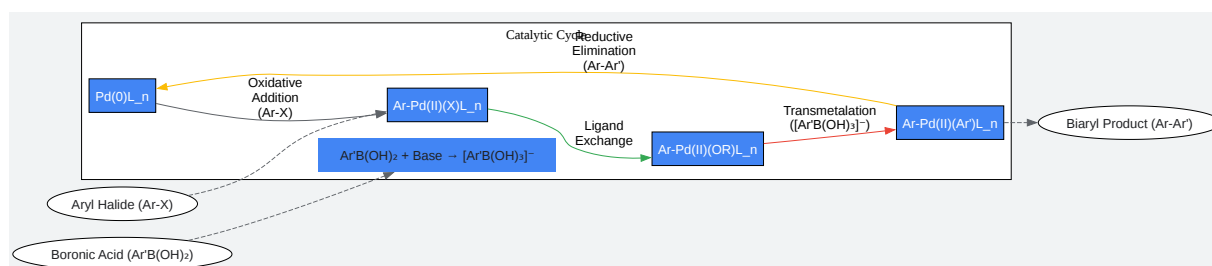 Catalytic Cycle
Reductive
Elimination
(Ar-Ar')
Pd(0)L_n
Oxidative
Addition
(Ar-X)
Ar-Pd(II)(X)L_n
Ligand
Exchange
Ar-Pd(II)(OR)L_n
Transmetalation
([Ar'B(OH)₃]⁻)
Ar-Pd(II)(Ar')L_n
Biaryl Product (Ar-Ar')
Ar'B(OH)₂ + Base → [Ar'B(OH)₃]⁻
Aryl Halide (Ar-X)
Boronic Acid (Ar'B(OH)₂)